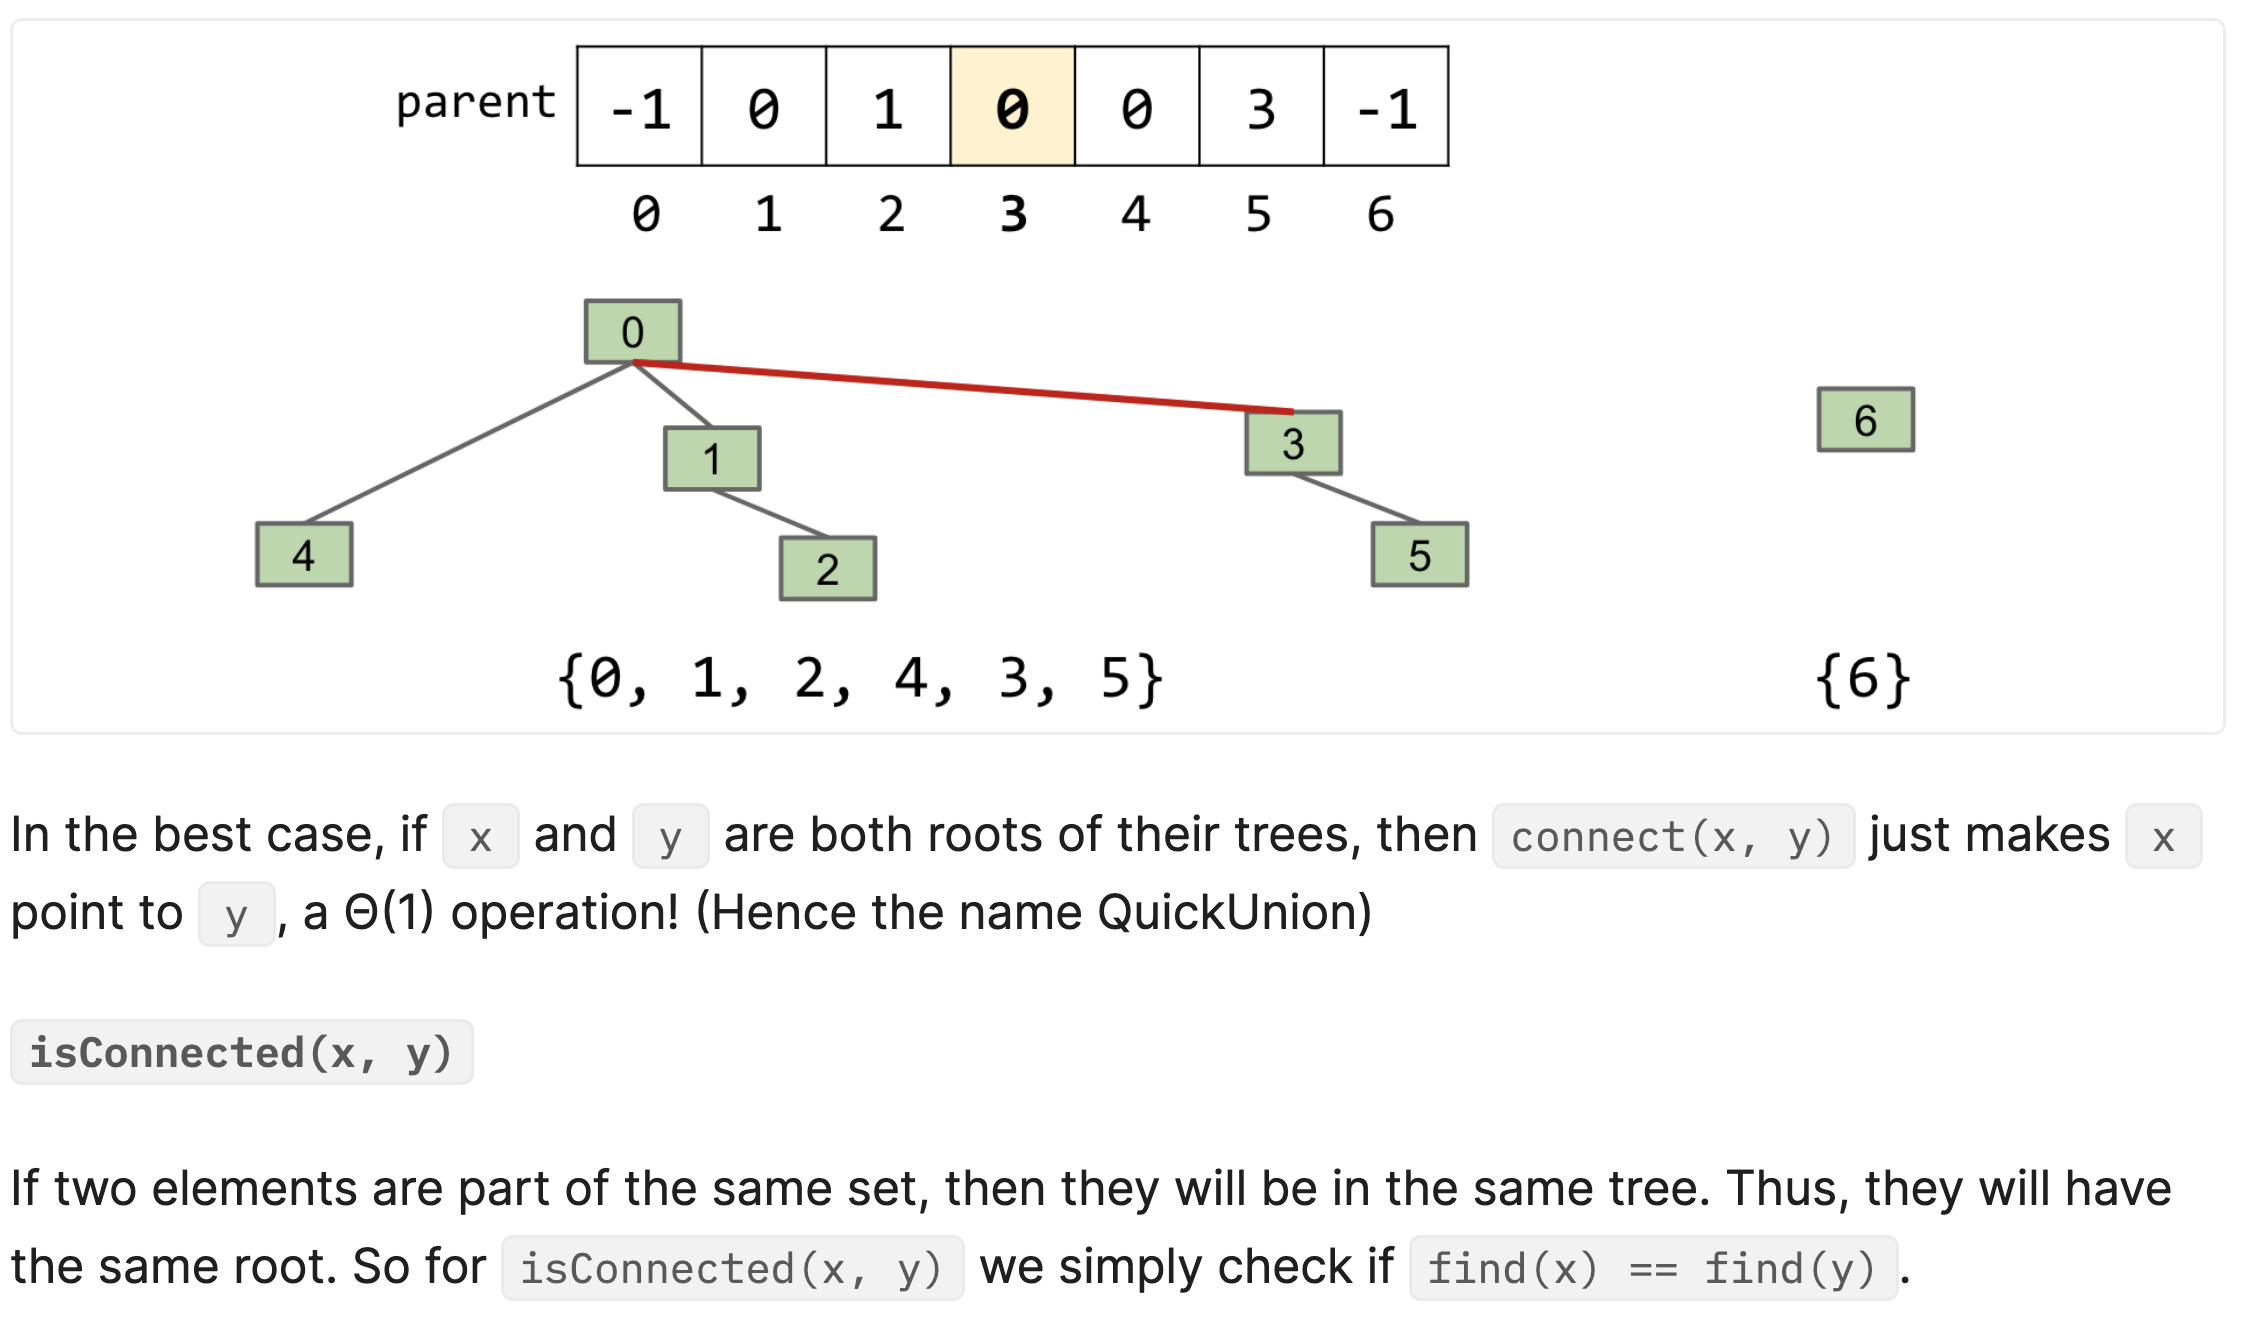 parent -1 0 1 0 0 3 -1
0 1 2 3 4 5 6
0
6
3
1
4
5
2
{0, 1, 2, 4, 3, 5} {6}
In the best case, if x and y are both roots of their trees, then connect(x, y) just makes x
point to y , a Θ(1) operation! (Hence the name QuickUnion)
isConnected(x, y)
If two elements are part of the same set, then they will be in the same tree. Thus, they will have
the same root. So for isConnected(x, y) we simply check if find(x) == find(y) .